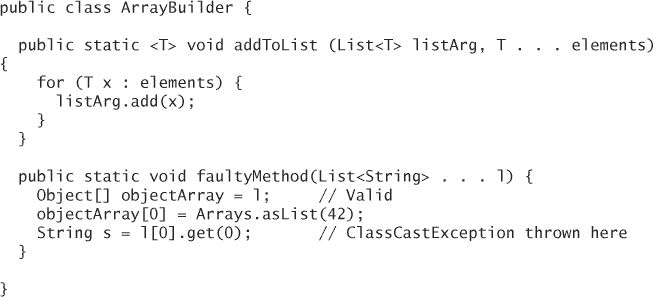 public class ArrayBuilder {
public static <T> void addToList (List<T> listArg, T . . . elements)
{
for (T x : elements) {
listArg.add(x);
}
}
public static void faultyMethod(List<String> . . . l) {
Object[] objectArray = l; // Valid
objectArray[0] = Arrays.asList(42);
String s = l[0].get(0); // ClassCastException thrown here
}
}